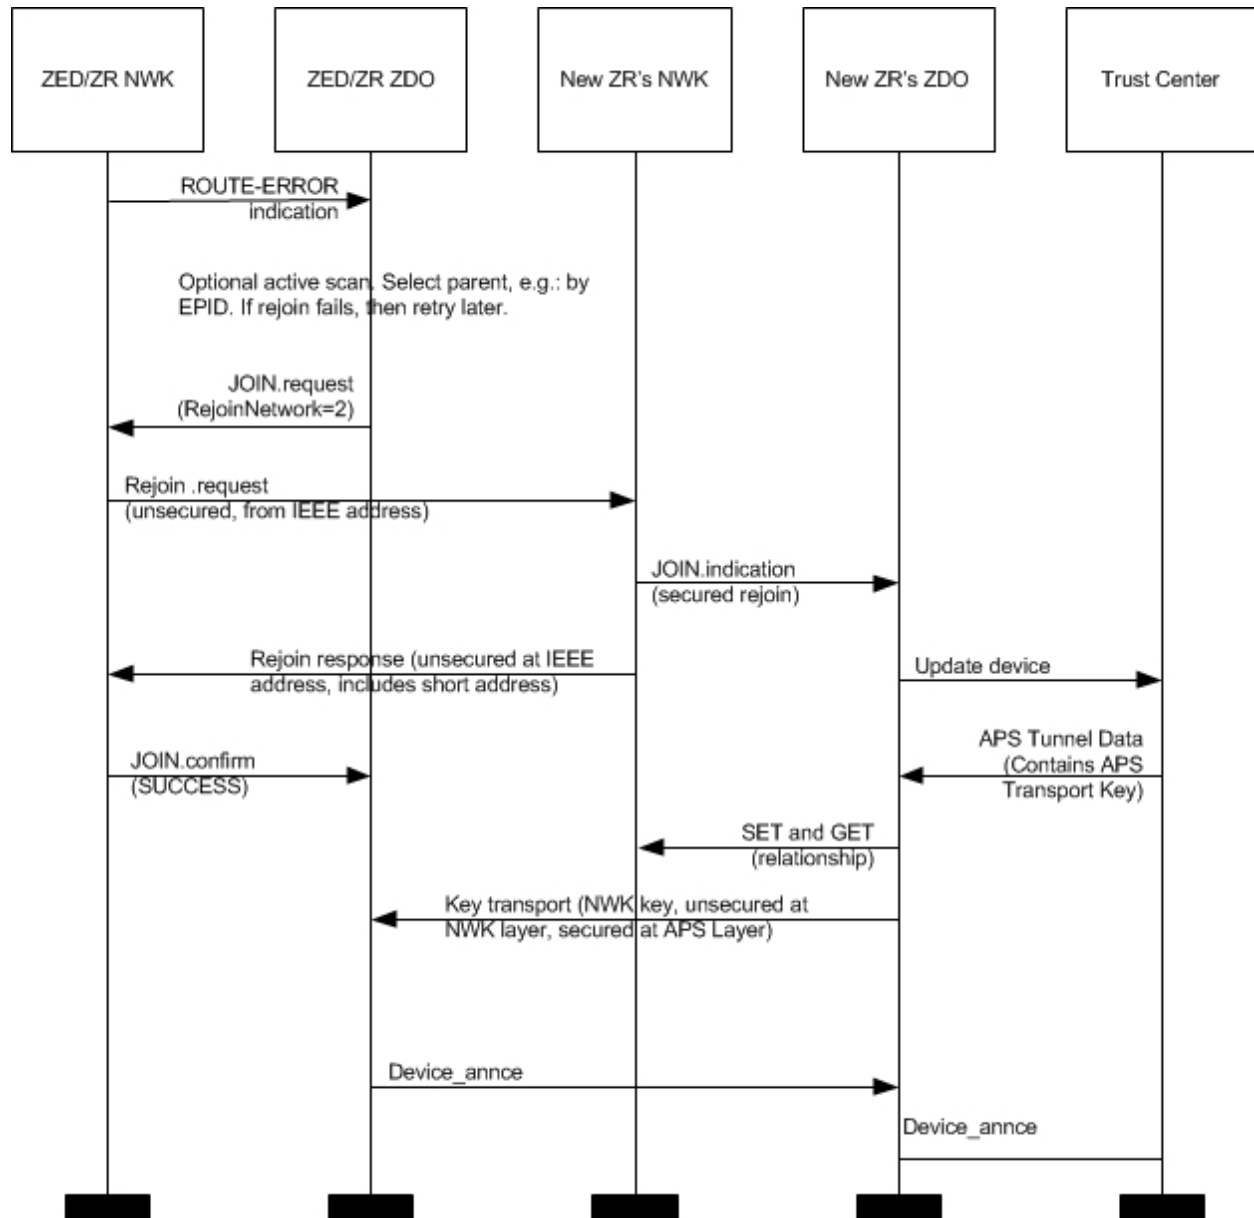 ZED/ZR NWK
ZED/ZR ZDO
New ZR's NWK
New ZR's ZDO
Trust Center
ROUTE-ERROR
indication
Optional active scan. Select parent, e.g.: by
EPID. If rejoin fails, then retry later.
JOIN.request
(RejoinNetwork=2)
Rejoin .request
(unsecured, from IEEE address)
JOIN.indication
(secured rejoin)
Rejoin response (unsecured at IEEE
address, includes short address)
Update device
APS Tunnel Data
(Contains APS
Transport Key)
JOIN.confirm
(SUCCESS)
SET and GET
(relationship)
Key transport (NWK key, unsecured at
NWK layer, secured at APS Layer)
Device_annce
Device_annce